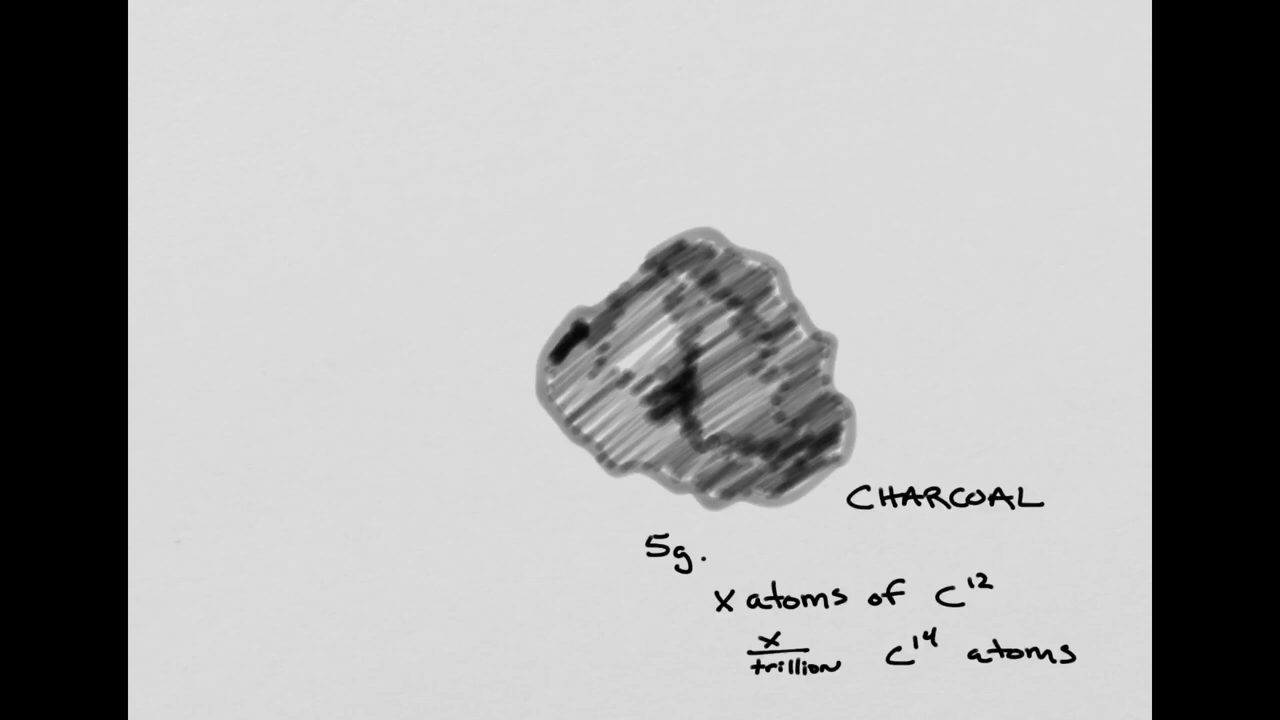 CHARCOAL
5g.
x atoms of C¹²
x/trillion C¹⁴ atoms